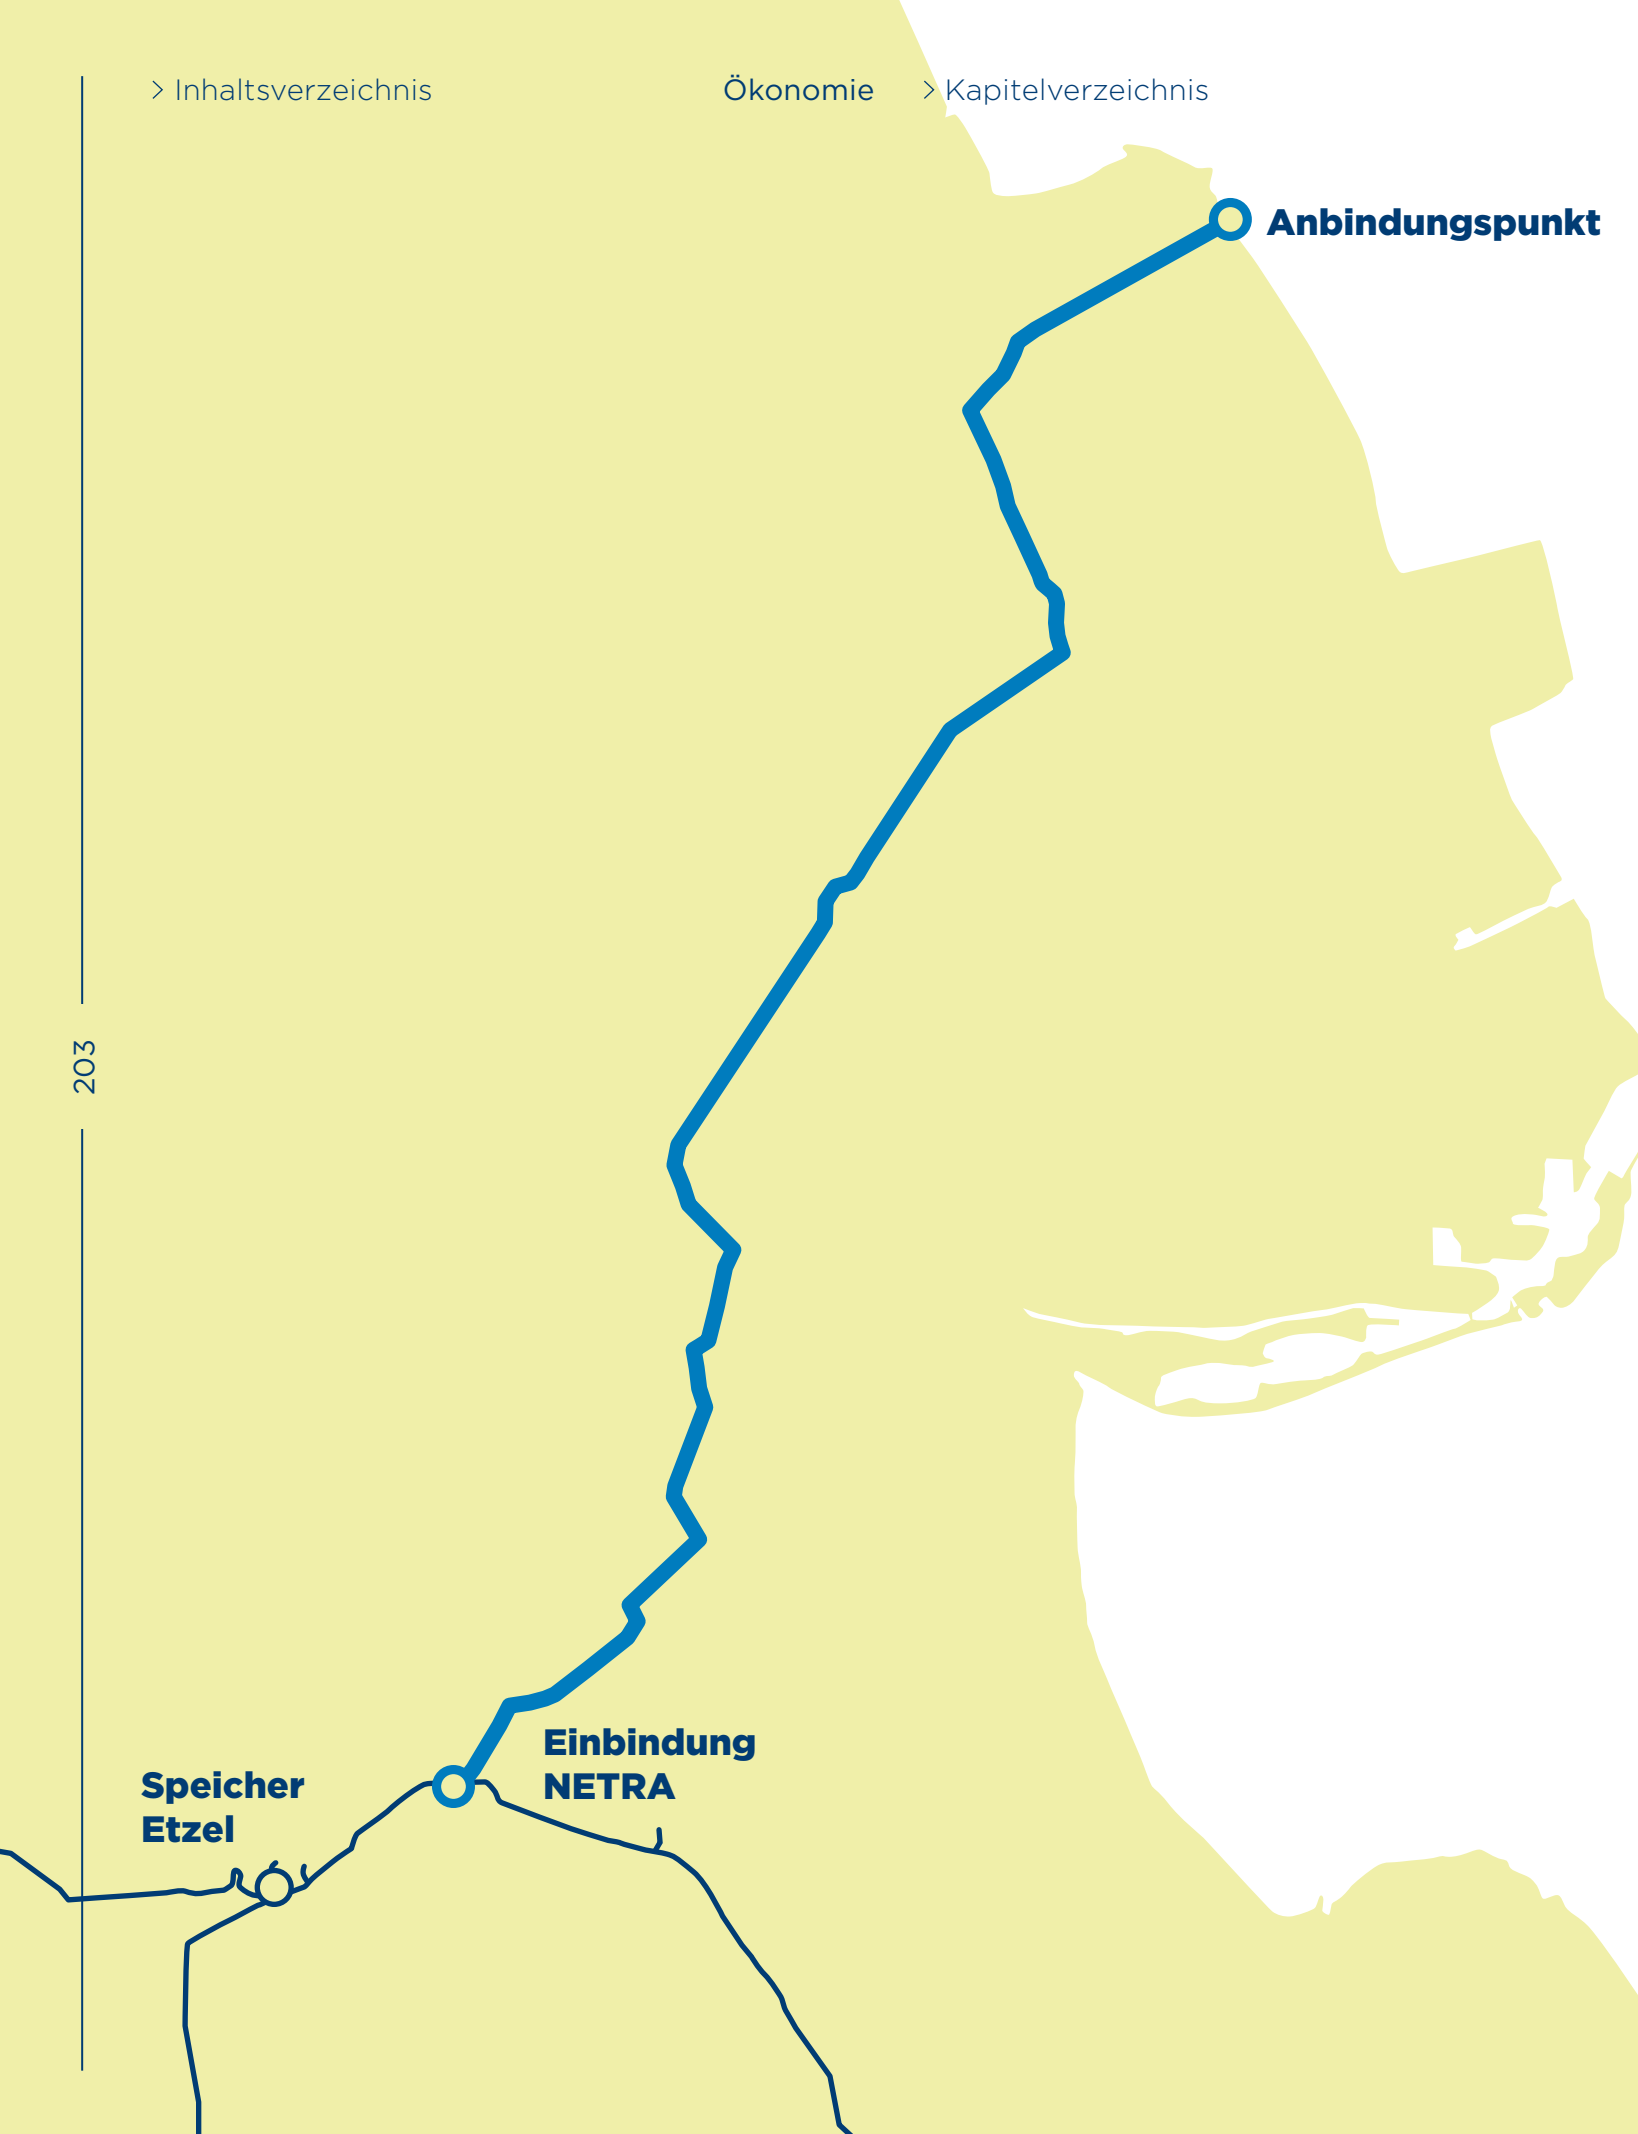 > Inhaltsverzeichnis
Ökonomie
> Kapitelverzeichnis
Anbindungspunkt
203
Einbindung
NETRA
Speicher
Etzel